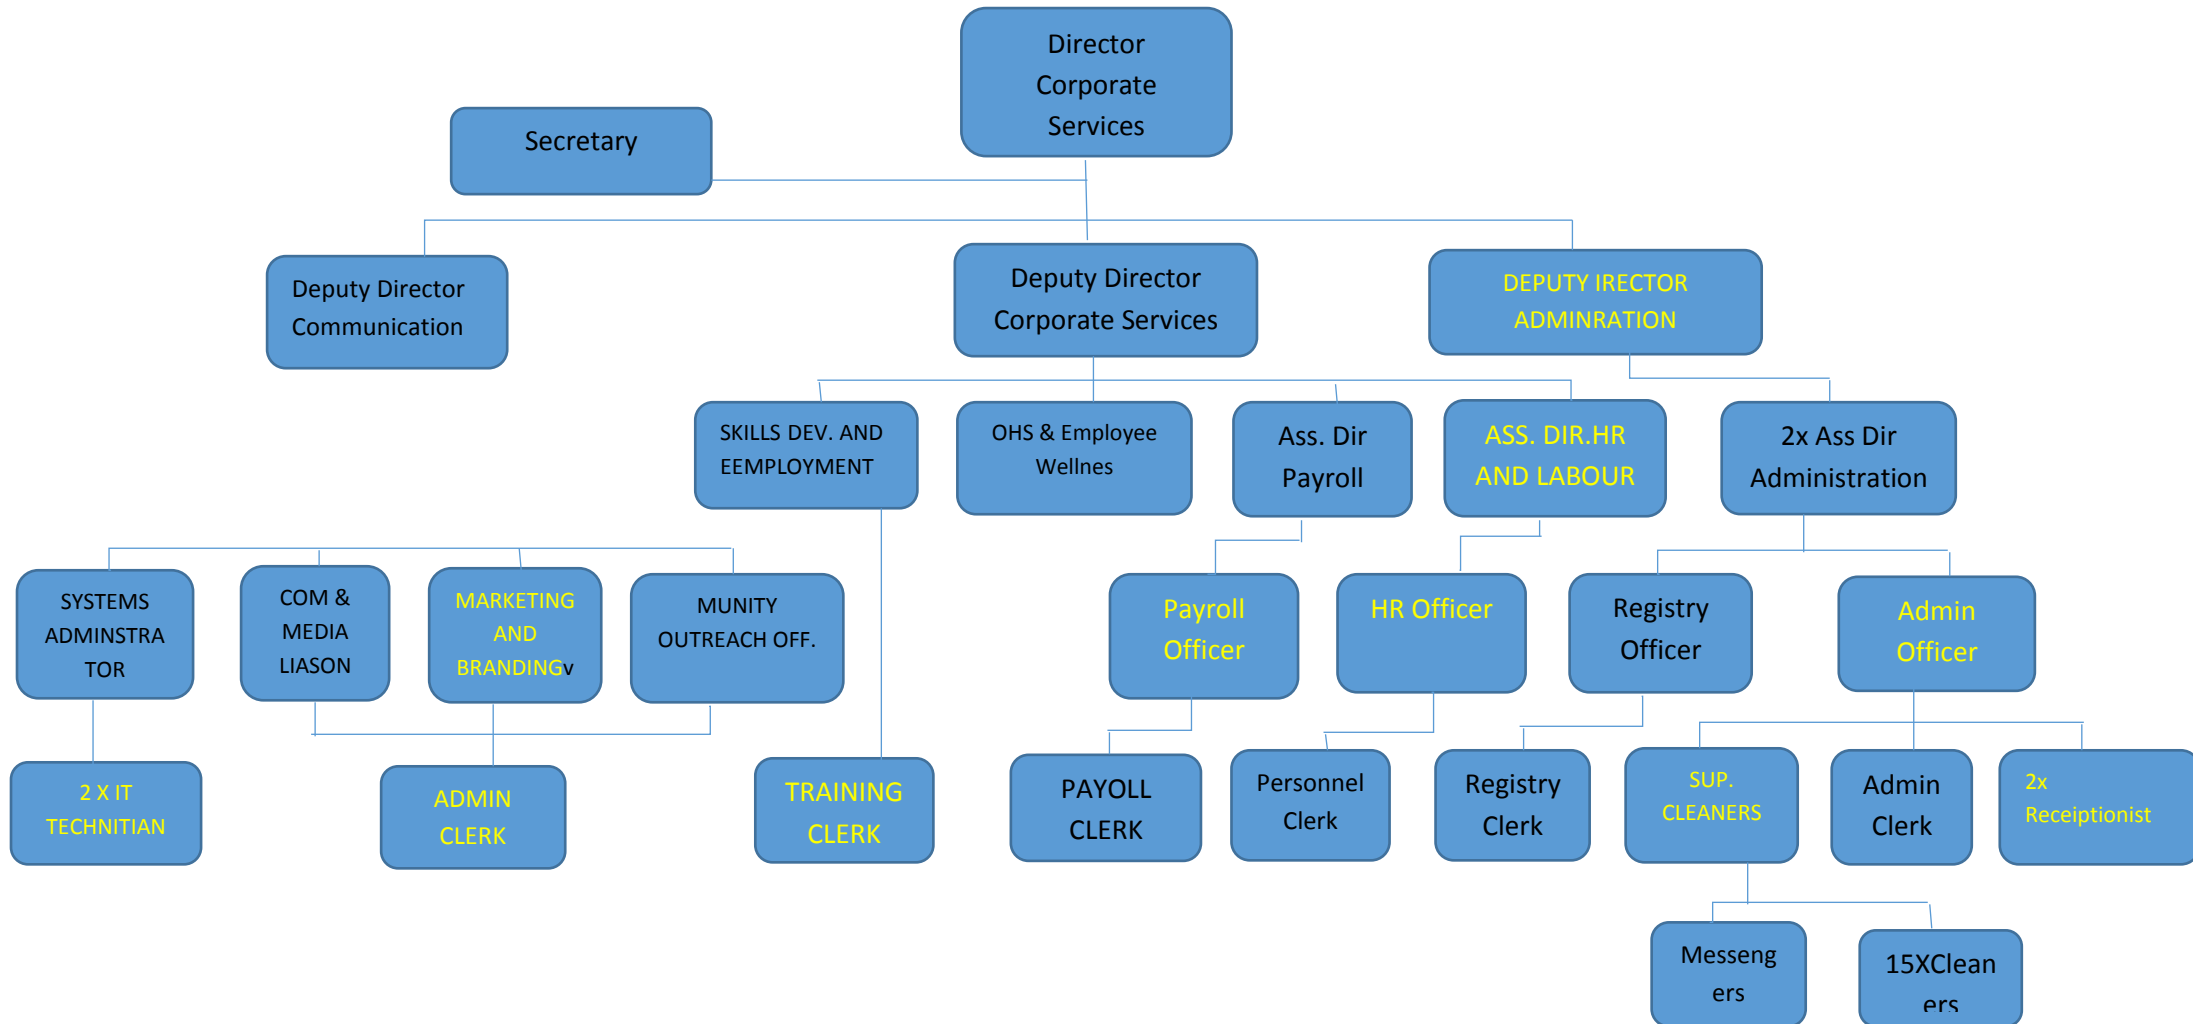 Director
Corporate
Services
Secretary
Deputy Director
Communication
Deputy Director
Corporate Services
DEPUTY IRECTOR
ADMINRATION
SKILLS DEV. AND
EEMPLOYMENT
OHS & Employee
Wellnes
Ass. Dir
Payroll
ASS. DIR.HR
AND LABOUR
2x Ass Dir
Administration
SYSTEMS
ADMINSTRA
TOR
COM &
MEDIA
LIASON
MARKETING
AND
BRANDINGv
MUNITY
OUTREACH OFF.
Payroll
Officer
HR Officer
Registry
Officer
Admin
Officer
2 X IT
TECHNITIAN
ADMIN
CLERK
TRAINING
CLERK
PAYOLL
CLERK
Personnel
Clerk
Registry
Clerk
SUP.
CLEANERS
Admin
Clerk
2x
Receiptionist
Messeng
ers
15XClean
ers